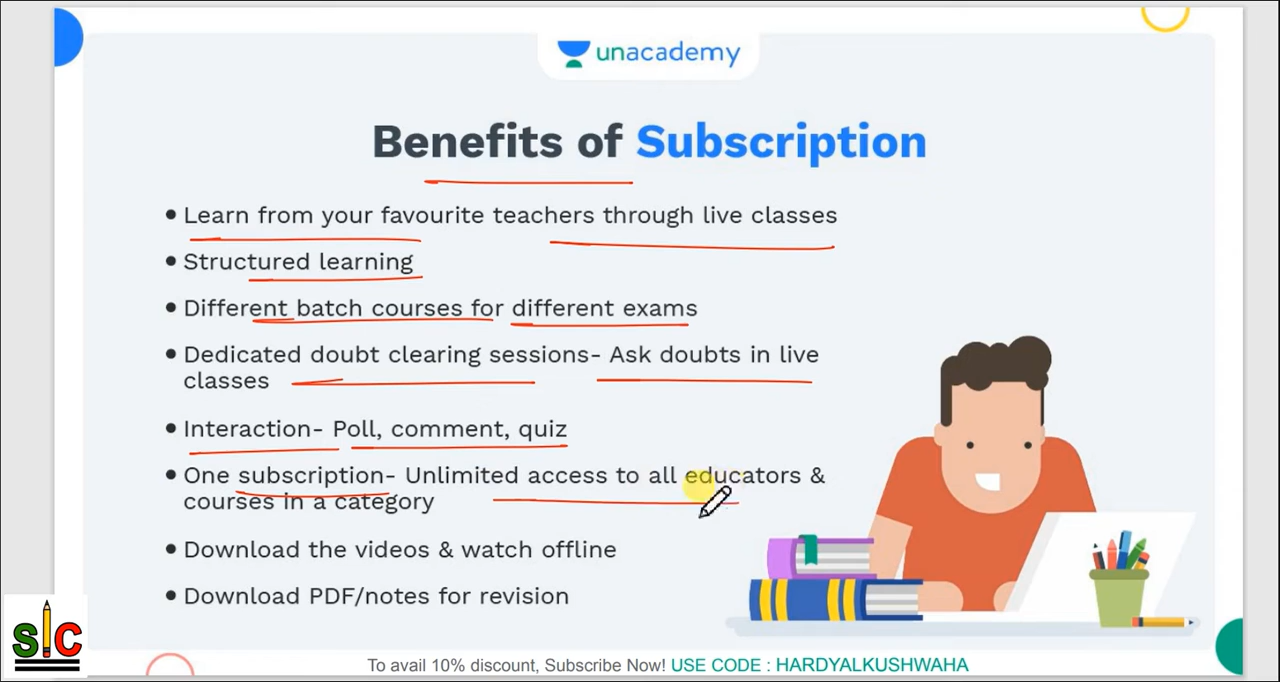 unacademy
Benefits of Subscription
• Learn from your favourite teachers through live classes
• Structured learning
• Different batch courses for different exams
• Dedicated doubt clearing sessions- Ask doubts in live
classes
• Interaction- Poll, comment, quiz
• One subscription- Unlimited access to all educators &
courses in a category
• Download the videos & watch offline
• Download PDF/notes for revision
SIC
To avail 10% discount, Subscribe Now! USE CODE : HARDYALKUSHWAHA